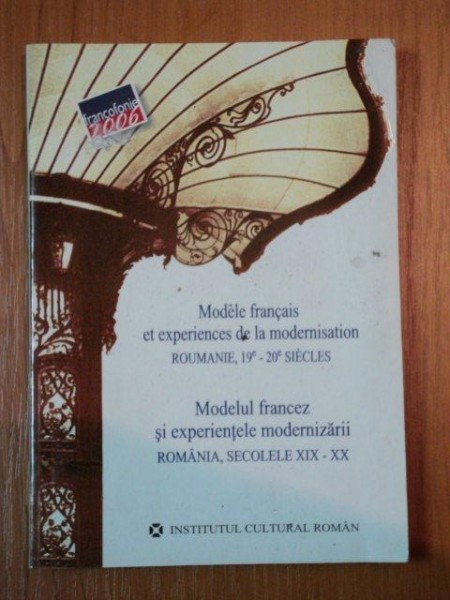 francofonie
2006
Modèle français
et experiences de la modernisation
ROUMANIE, 19e - 20e SIÈCLES
Modelul francez
şi experienţele modernizării
ROMÂNIA, SECOLELE XIX - XX
INSTITUTUL CULTURAL ROMÂN